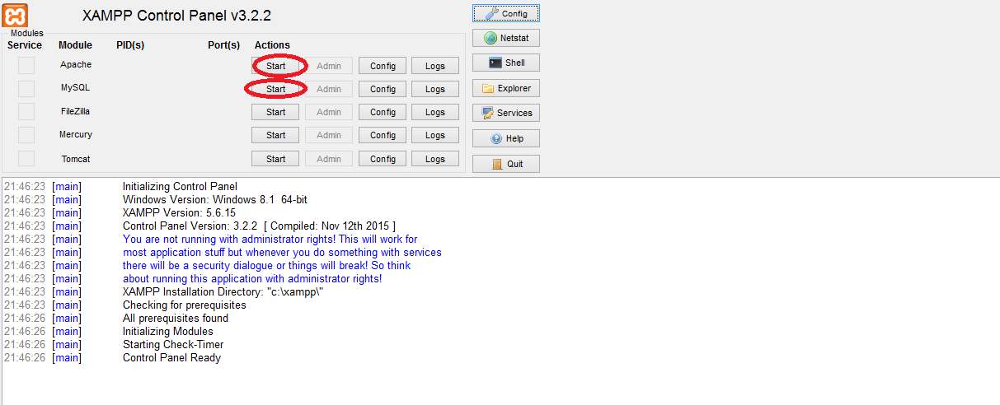 XAMPP Control Panel v3.2.2
Modules
Service Module PID(s) Port(s) Actions
Apache Start Admin Config Logs
MySQL Start Admin Config Logs
FileZilla Start Admin Config Logs
Mercury Start Admin Config Logs
Tomcat Start Admin Config Logs
Config
Netstat
Shell
Explorer
Services
Help
Quit
21:46:23 [main] Initializing Control Panel
21:46:23 [main] Windows Version: Windows 8.1 64-bit
21:46:23 [main] XAMPP Version: 5.6.15
21:46:23 [main] Control Panel Version: 3.2.2 [ Compiled: Nov 12th 2015 ]
21:46:23 [main] You are not running with administrator rights! This will work for
21:46:23 [main] most application stuff but whenever you do something with services
21:46:23 [main] there will be a security dialogue or things will break! So think
21:46:23 [main] about running this application with administrator rights!
21:46:23 [main] XAMPP Installation Directory: "c:\xampp\"
21:46:23 [main] Checking for prerequisites
21:46:26 [main] All prerequisites found
21:46:26 [main] Initializing Modules
21:46:26 [main] Starting Check-Timer
21:46:26 [main] Control Panel Ready